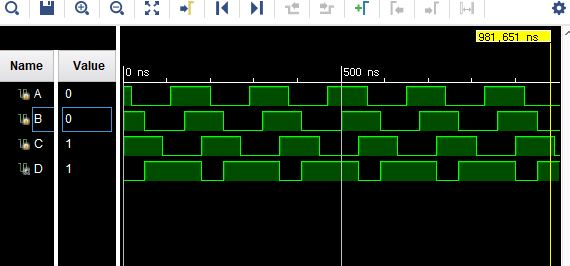 981,651 ns
Name Value
0 ns 500 ns
A 0
B 0
C 1
D 1